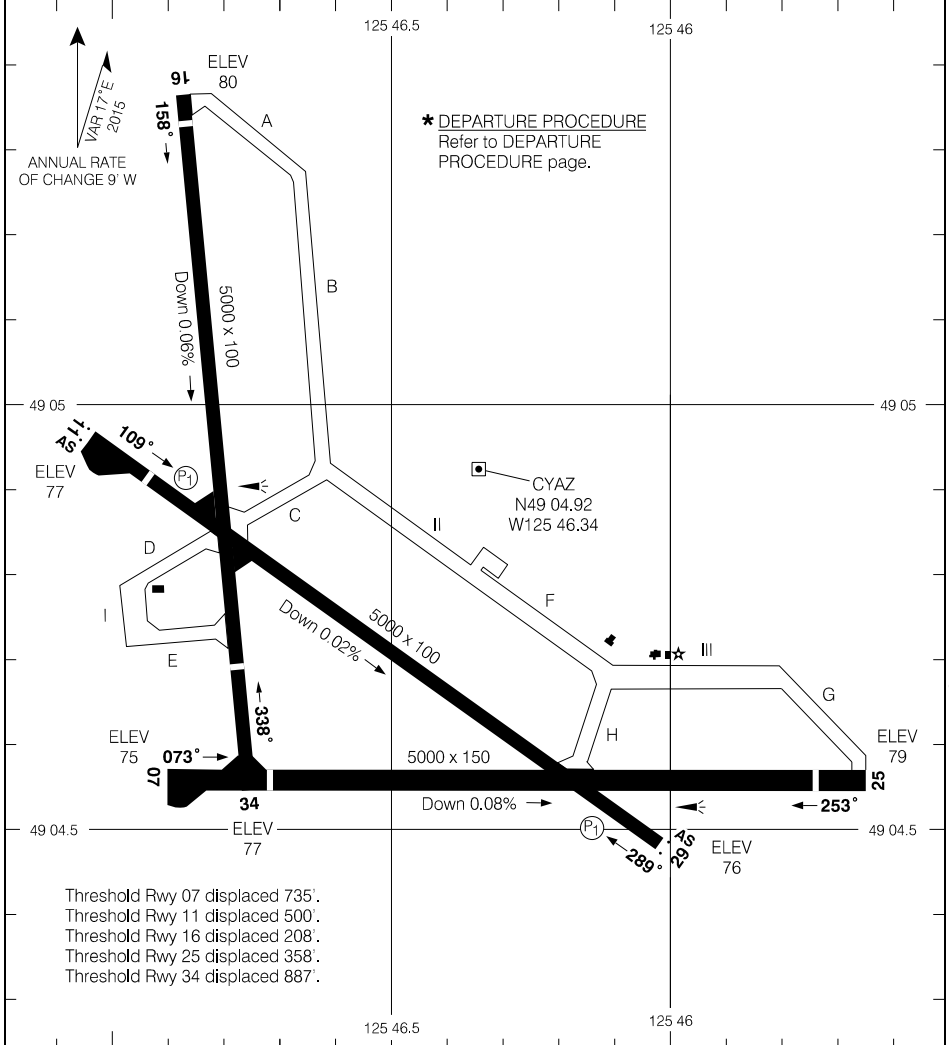 125 46.5
125 46
VAR 17°E
2015
ANNUAL RATE
OF CHANGE 9' W
16
ELEV
80
158°
A
* DEPARTURE PROCEDURE
Refer to DEPARTURE
PROCEDURE page.
Down 0.06%
5000 x 100
B
49 05
49 05
11
AS
109°
P1
ELEV
77
C
CYAZ
N49 04.92
W125 46.34
II
D
I
E
F
Down 0.02%
5000 x 100
III
G
H
338°
ELEV
75
073°
07
5000 x 150
ELEV
79
25
34
Down 0.08%
253°
49 04.5
49 04.5
ELEV
77
P1
289°
AS
29
ELEV
76
Threshold Rwy 07 displaced 735'.
Threshold Rwy 11 displaced 500'.
Threshold Rwy 16 displaced 208'.
Threshold Rwy 25 displaced 358'.
Threshold Rwy 34 displaced 887'.
125 46.5
125 46